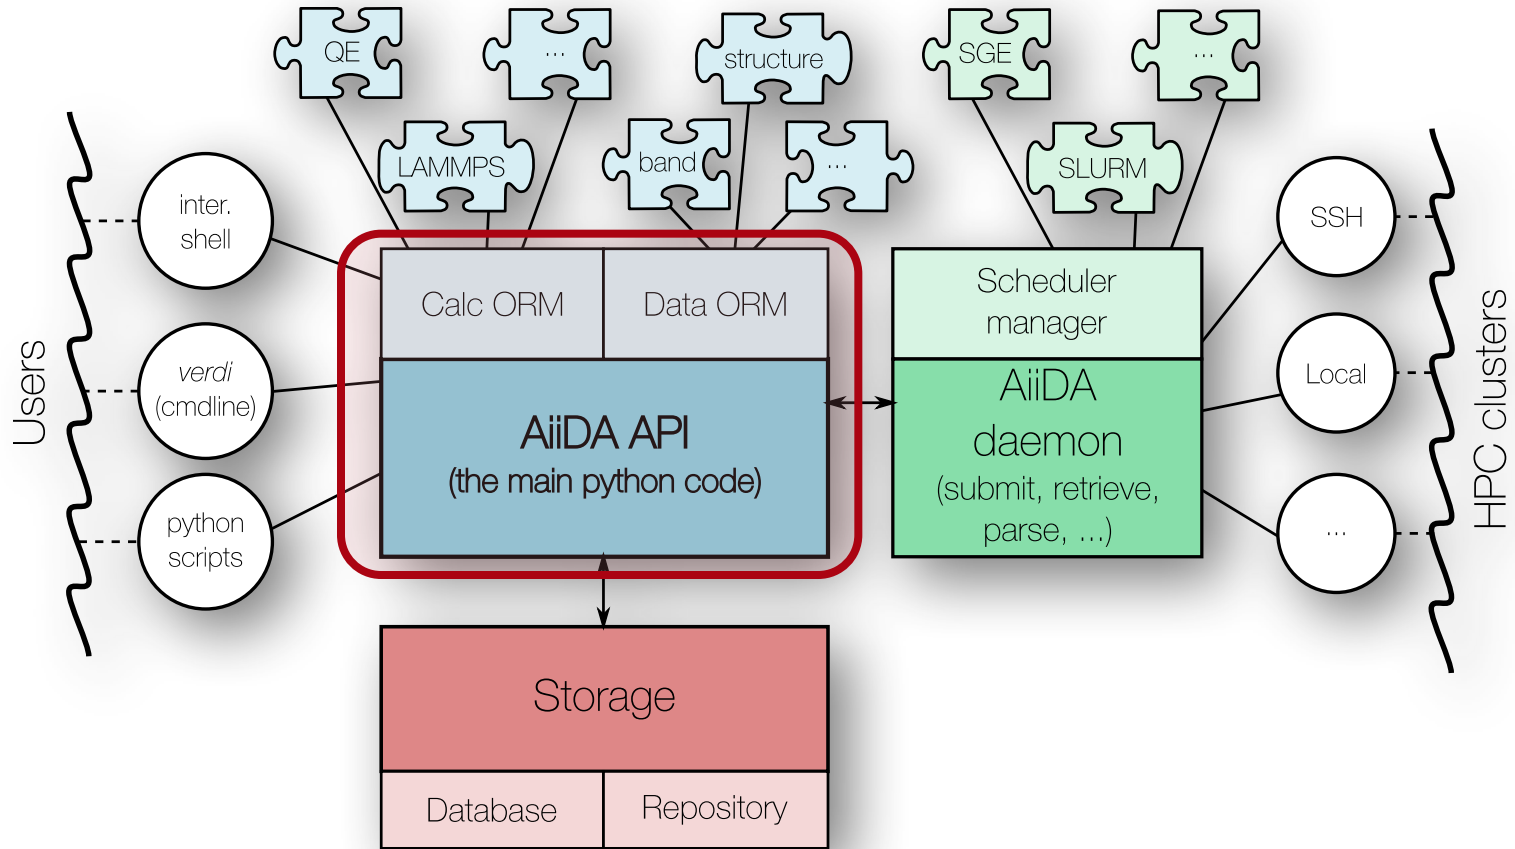 QE
...
structure
SGE
...
LAMMPS
band
...
SLURM
Users
inter.
shell
verdi
(cmdline)
python
scripts
Calc ORM
Data ORM
AiiDA API
(the main python code)
Scheduler
manager
AiiDA
daemon
(submit, retrieve,
parse, ...)
SSH
Local
...
HPC clusters
Storage
Database
Repository